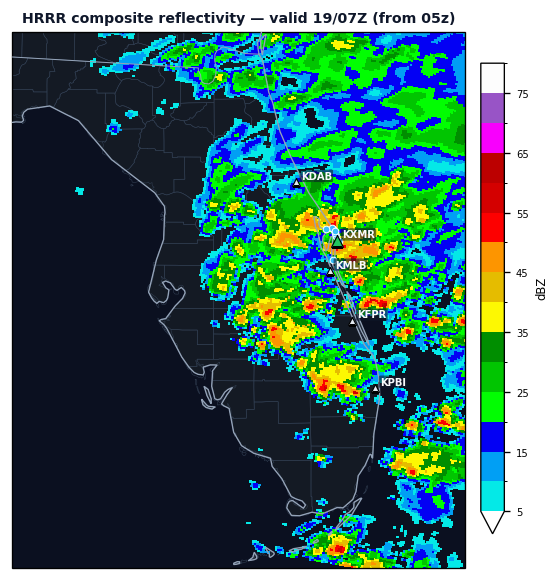 HRRR composite reflectivity — valid 19/07Z (from 05z)
KDAB
KXMR
KMLB
KFPR
KPBI
75
65
55
45
35
25
15
5
dBZ